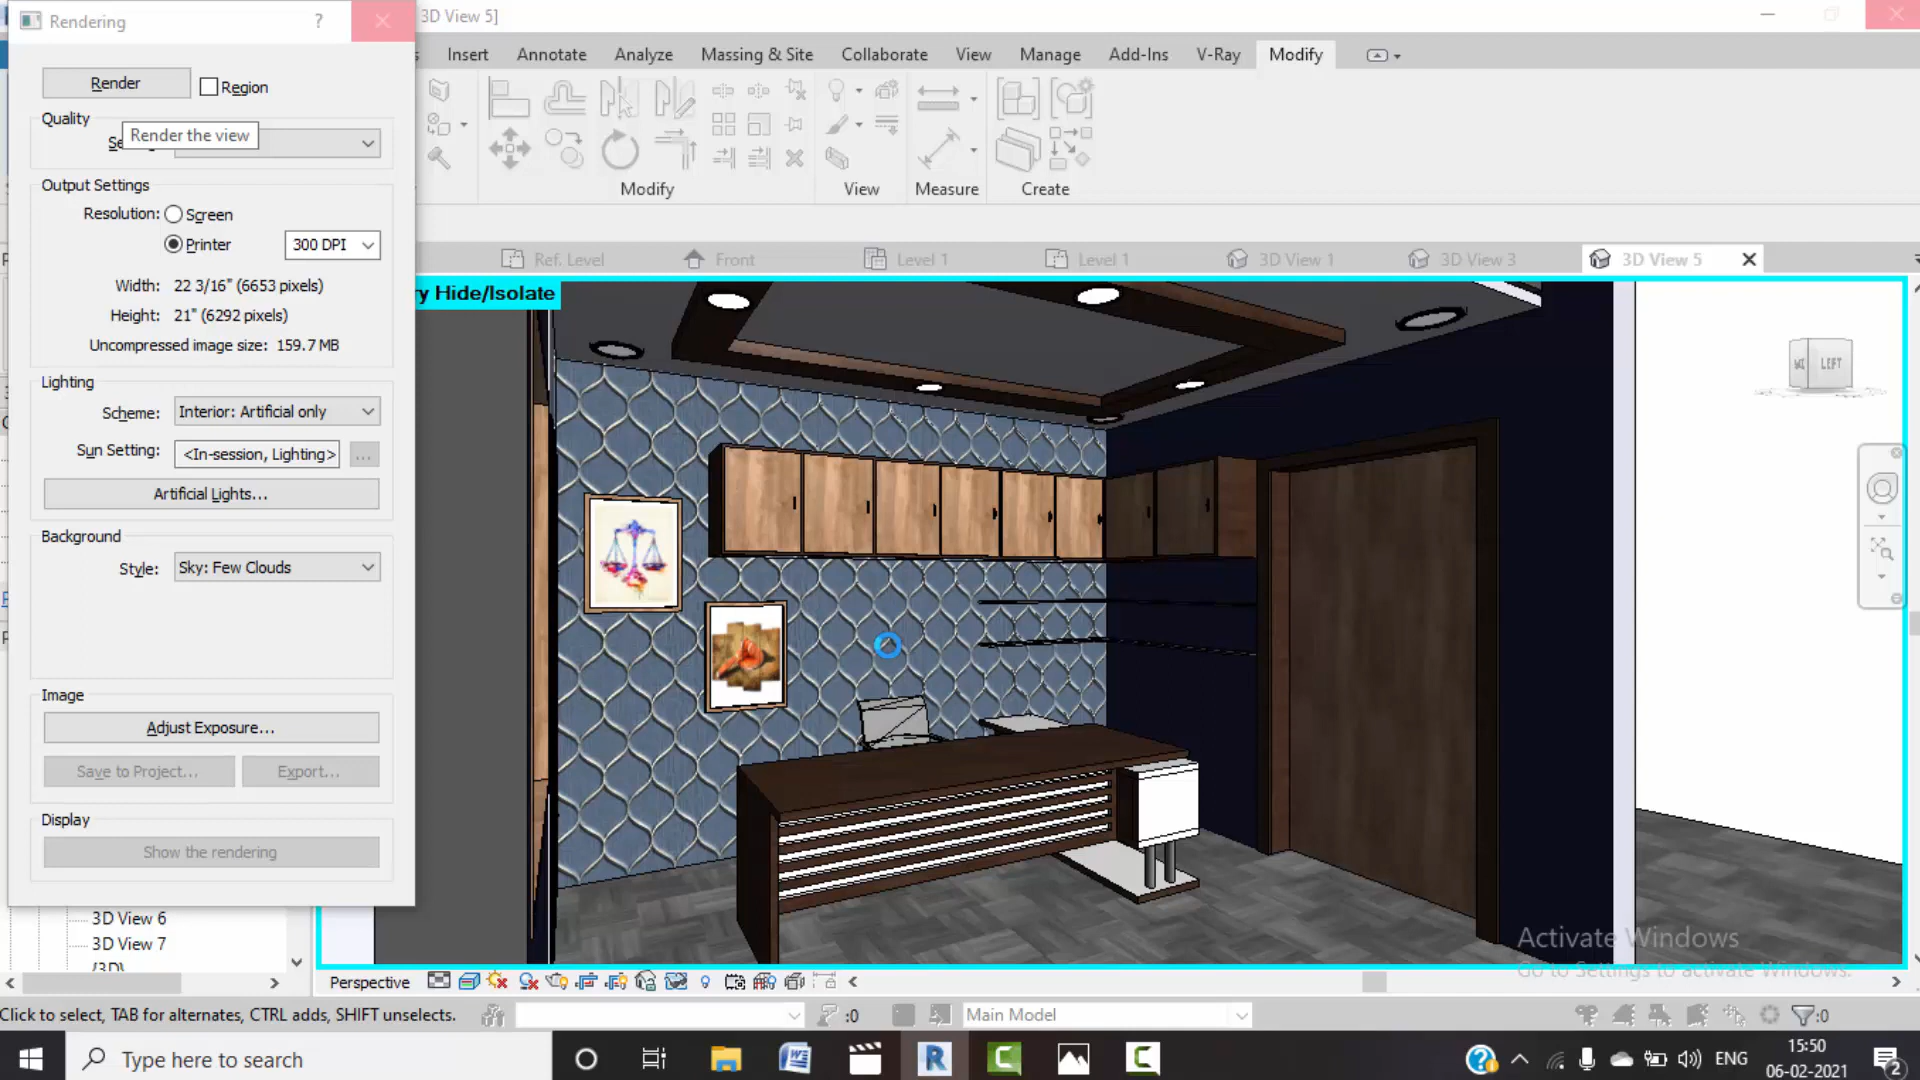 Rendering
?
3D View 5]
Insert
Annotate
Analyze
Massing & Site
Collaborate
View
Manage
Add-Ins
V-Ray
Modify
Render
Region
Quality
Render the view
Output Settings
Resolution:
Screen
Printer
300 DPI
Width: 22 3/16" (6653 pixels)
Height: 21" (6292 pixels)
Uncompressed image size: 159.7 MB
Lighting
Scheme: Interior: Artificial only
Sun Setting: <In-session, Lighting>
...
Artificial Lights...
Background
Style: Sky: Few Clouds
Image
Adjust Exposure...
Save to Project...
Export...
Display
Show the rendering
Modify
View
Measure
Create
Ref. Level
Front
Level 1
Level 1
3D View 1
3D View 3
3D View 5
ry Hide/Isolate
LEFT
3D View 6
3D View 7
{3D}
Activate Windows
Go to Settings to activate Windows.
Perspective
Click to select, TAB for alternates, CTRL adds, SHIFT unselects.
:0
Main Model
:0
Type here to search
ENG
15:50
06-02-2021
2